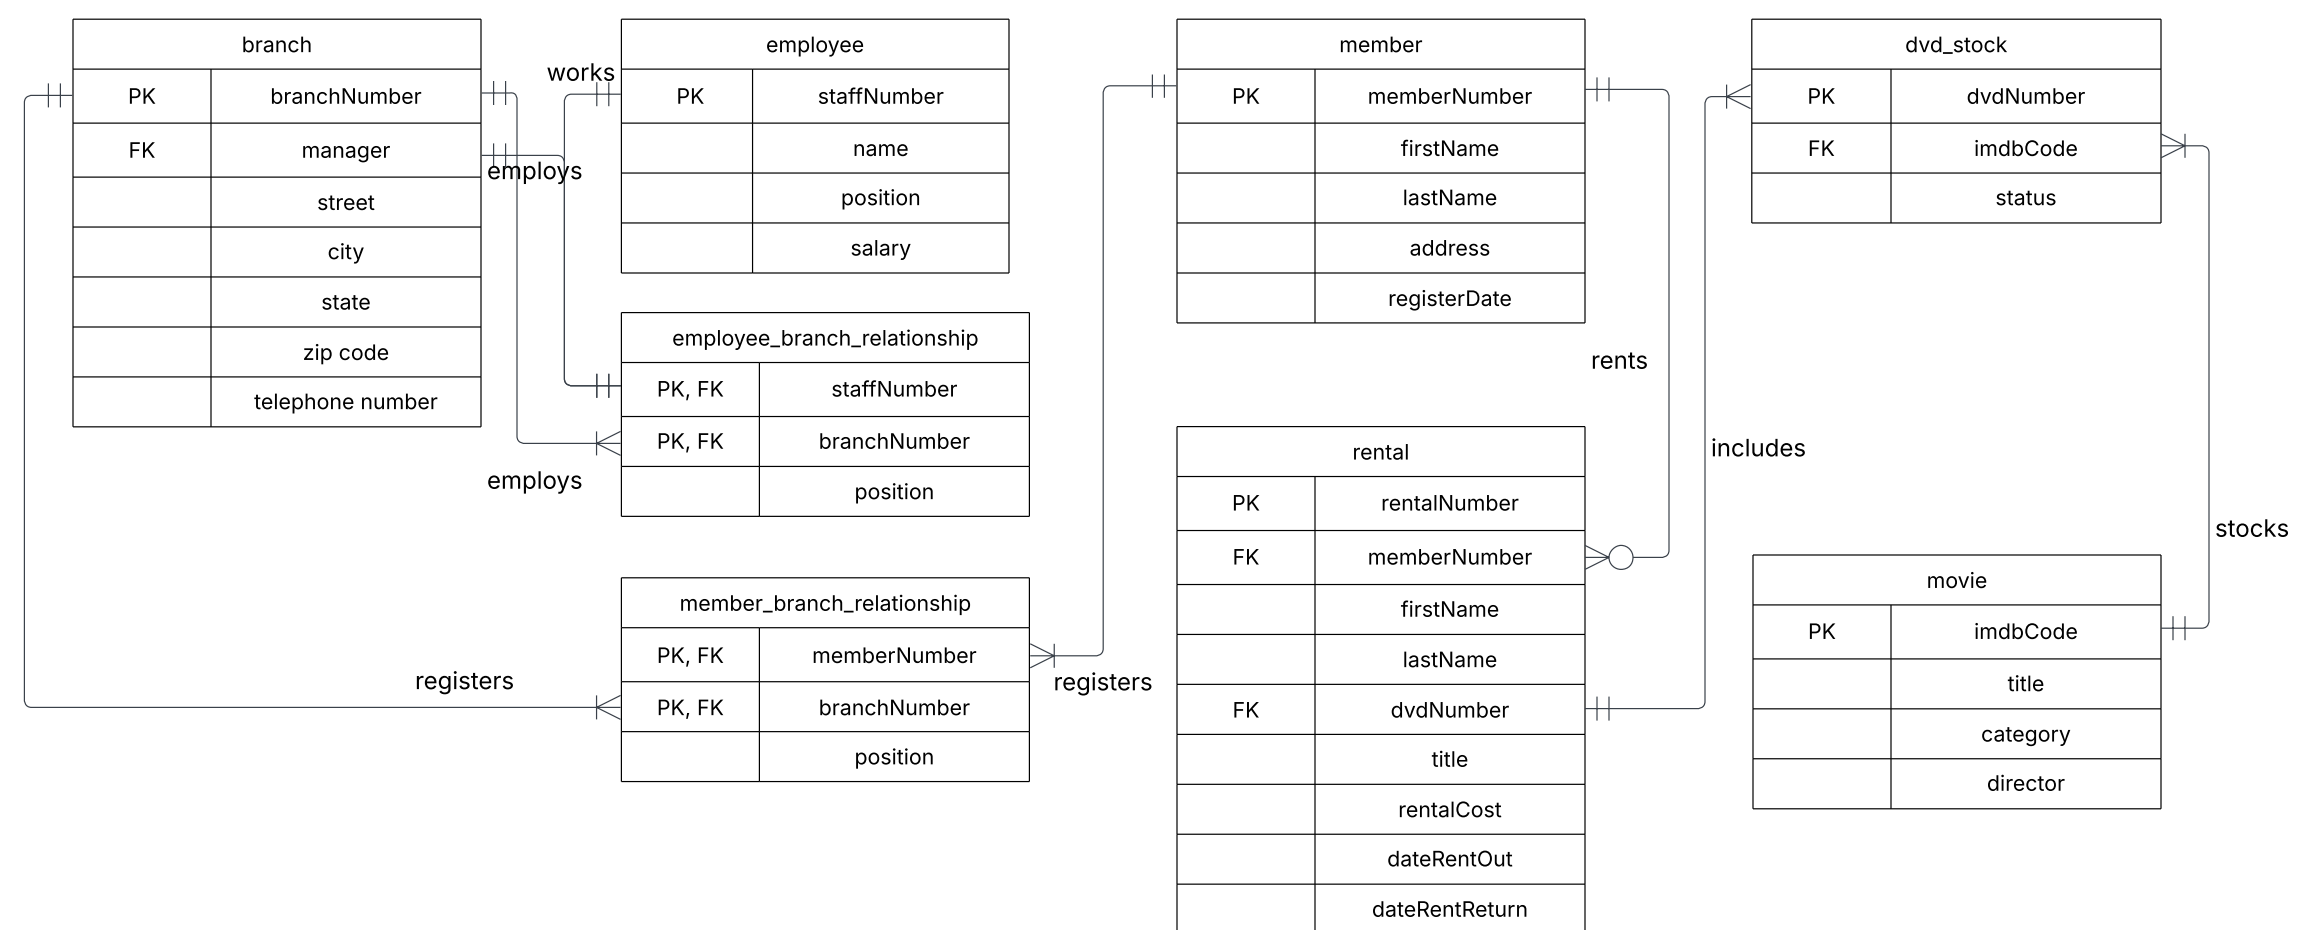 branch
PK branchNumber
FK manager
street
city
state
zip code
telephone number
works
employs
employs
employee
PK staffNumber
name
position
salary
employee_branch_relationship
PK, FK staffNumber
PK, FK branchNumber
position
member_branch_relationship
PK, FK memberNumber
PK, FK branchNumber
position
registers
registers
member
PK memberNumber
firstName
lastName
address
registerDate
rents
rental
PK rentalNumber
FK memberNumber
firstName
lastName
FK dvdNumber
title
rentalCost
dateRentOut
dateRentReturn
includes
dvd_stock
PK dvdNumber
FK imdbCode
status
stocks
movie
PK imdbCode
title
category
director